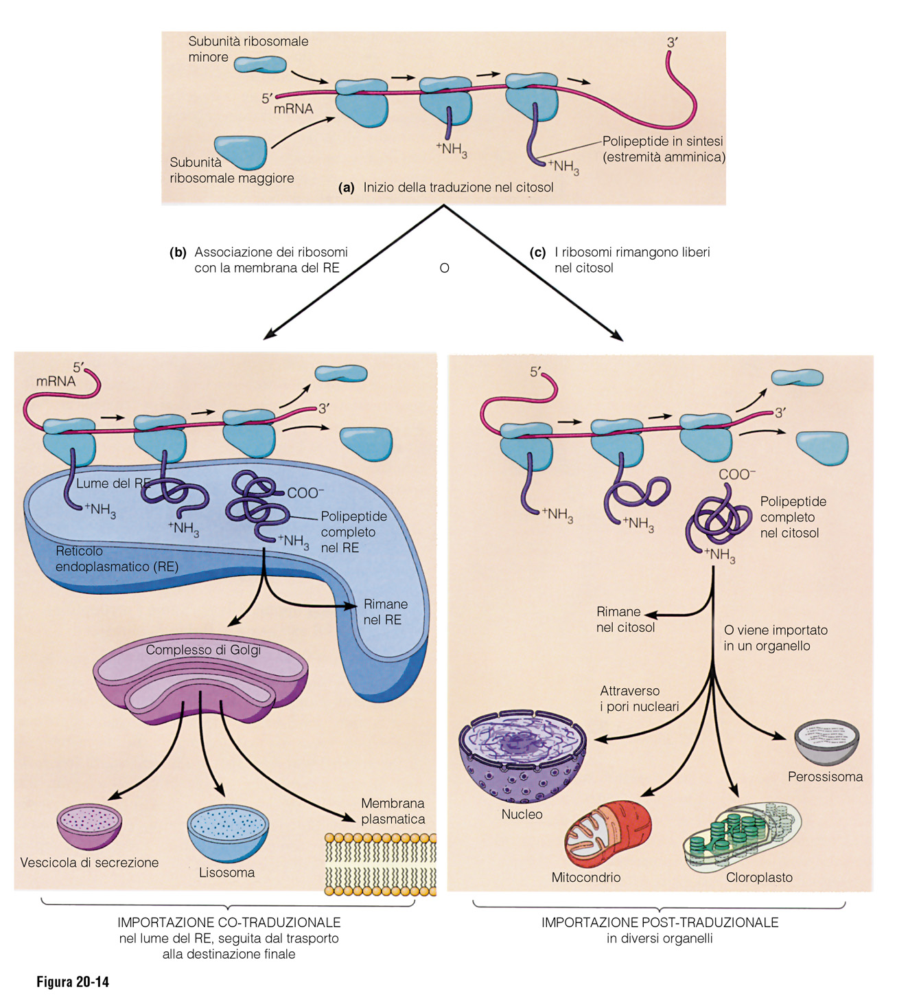 Subunità ribosomale
minore
3′
5′
mRNA
⁺NH₃
Polipeptide in sintesi
(estremità amminica)
⁺NH₃
Subunità
ribosomale maggiore
(a) Inizio della traduzione nel citosol
(b) Associazione dei ribosomi
con la membrana del RE
O
(c) I ribosomi rimangono liberi
nel citosol
5′
mRNA
3′
Lume del RE
⁺NH₃
⁺NH₃
COO⁻
Polipeptide
completo
nel RE
⁺NH₃
Reticolo
endoplasmatico (RE)
Rimane
nel RE
Complesso di Golgi
Vescicola di secrezione
Lisosoma
Membrana
plasmatica
5′
3′
⁺NH₃
⁺NH₃
COO⁻
Polipeptide
completo
nel citosol
⁺NH₃
Rimane
nel citosol
O viene importato
in un organello
Attraverso
i pori nucleari
Nucleo
Mitocondrio
Cloroplasto
Perossisoma
IMPORTAZIONE CO-TRADUZIONALE
nel lume del RE, seguita dal trasporto
alla destinazione finale
IMPORTAZIONE POST-TRADUZIONALE
in diversi organelli
Figura 20-14